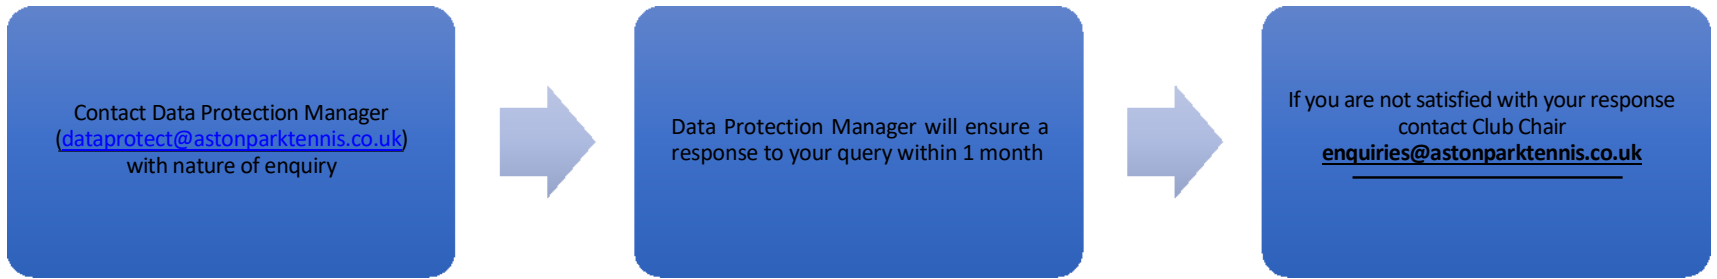 Contact Data Protection Manager
(dataprotect@astonparktennis.co.uk)
with nature of enquiry
Data Protection Manager will ensure a
response to your query within 1 month
If you are not satisfied with your response
contact Club Chair
enquiries@astonparktennis.co.uk